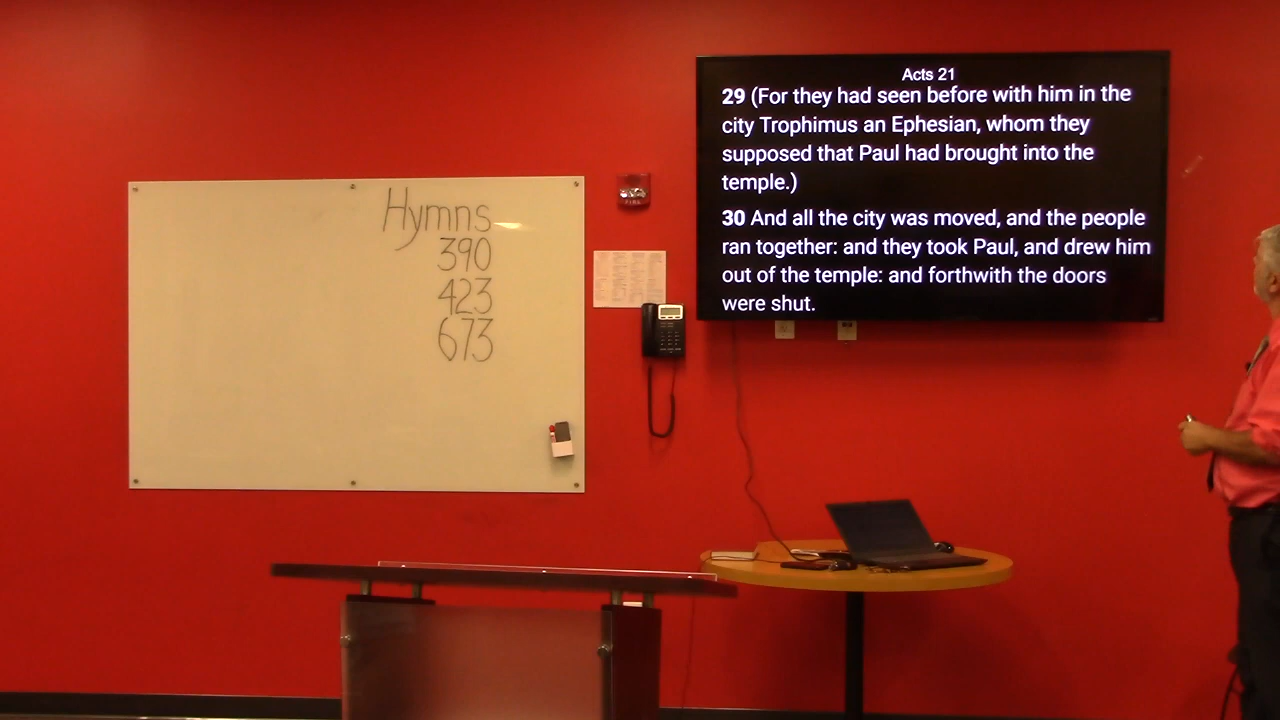 Hymns
390
423
673
FIRE
Acts 21
29 (For they had seen before with him in the
city Trophimus an Ephesian, whom they
supposed that Paul had brought into the
temple.)
30 And all the city was moved, and the people
ran together: and they took Paul, and drew him
out of the temple: and forthwith the doors
were shut.